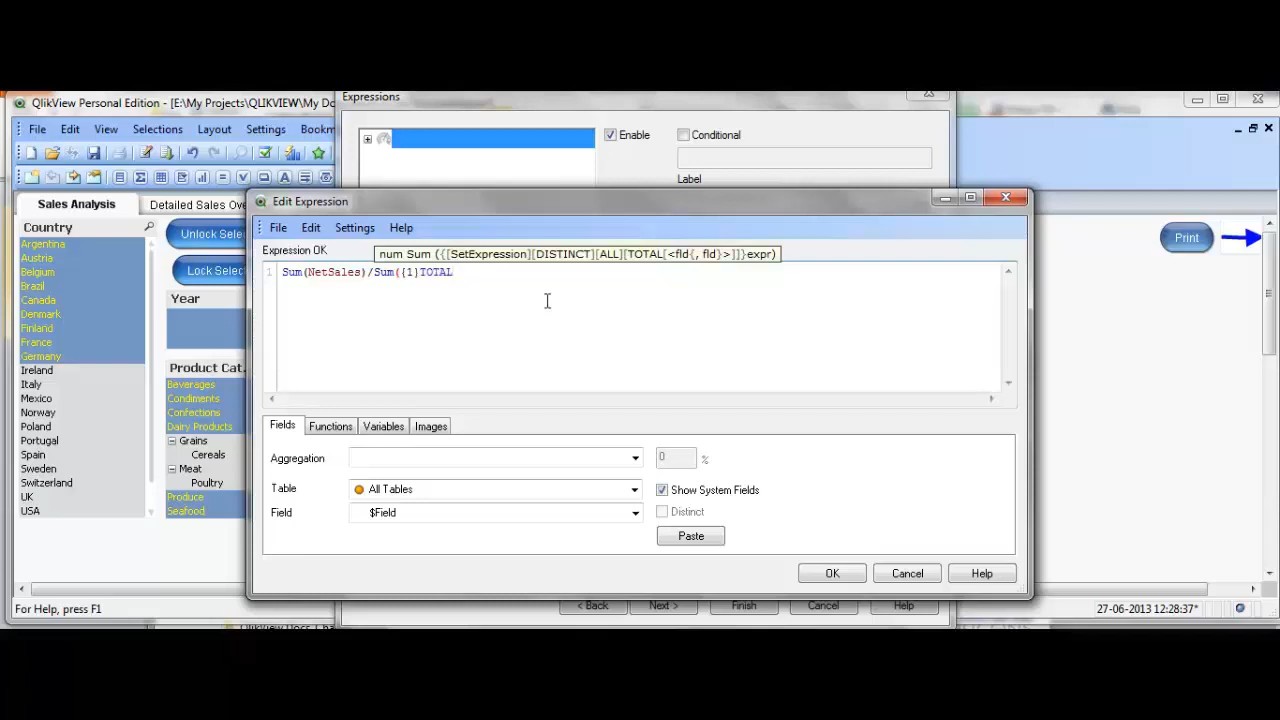 QlikView Personal Edition - [E:\My Projects\QLIKVIEW\My Do
Expressions
File Edit View Selections Layout Settings Bookm
Enable
Conditional
Label
Sales Analysis
Detailed Sales Ov
Edit Expression
Country
Unlock Selec
File Edit Settings Help
Print
Argentina
Austria
Belgium
Brazil
Canada
Denmark
Finland
France
Germany
Ireland
Italy
Mexico
Norway
Poland
Portugal
Spain
Sweden
Switzerland
UK
USA
Lock Selec
Year
Product Cat.
Beverages
Condiments
Confections
Dairy Products
Grains
Cereals
Meat
Poultry
Produce
Seafood
Expression OK
num Sum ({[SetExpression][DISTINCT][ALL][TOTAL[<fld{, fld}>]]}expr)
1 Sum(NetSales)/Sum({1}TOTAL
Fields Functions Variables Images
Aggregation
0 %
Table All Tables
Show System Fields
Field $Field
Distinct
Paste
OK Cancel Help
< Back Next > Finish Cancel Help
For Help, press F1
27-06-2013 12:28:37*